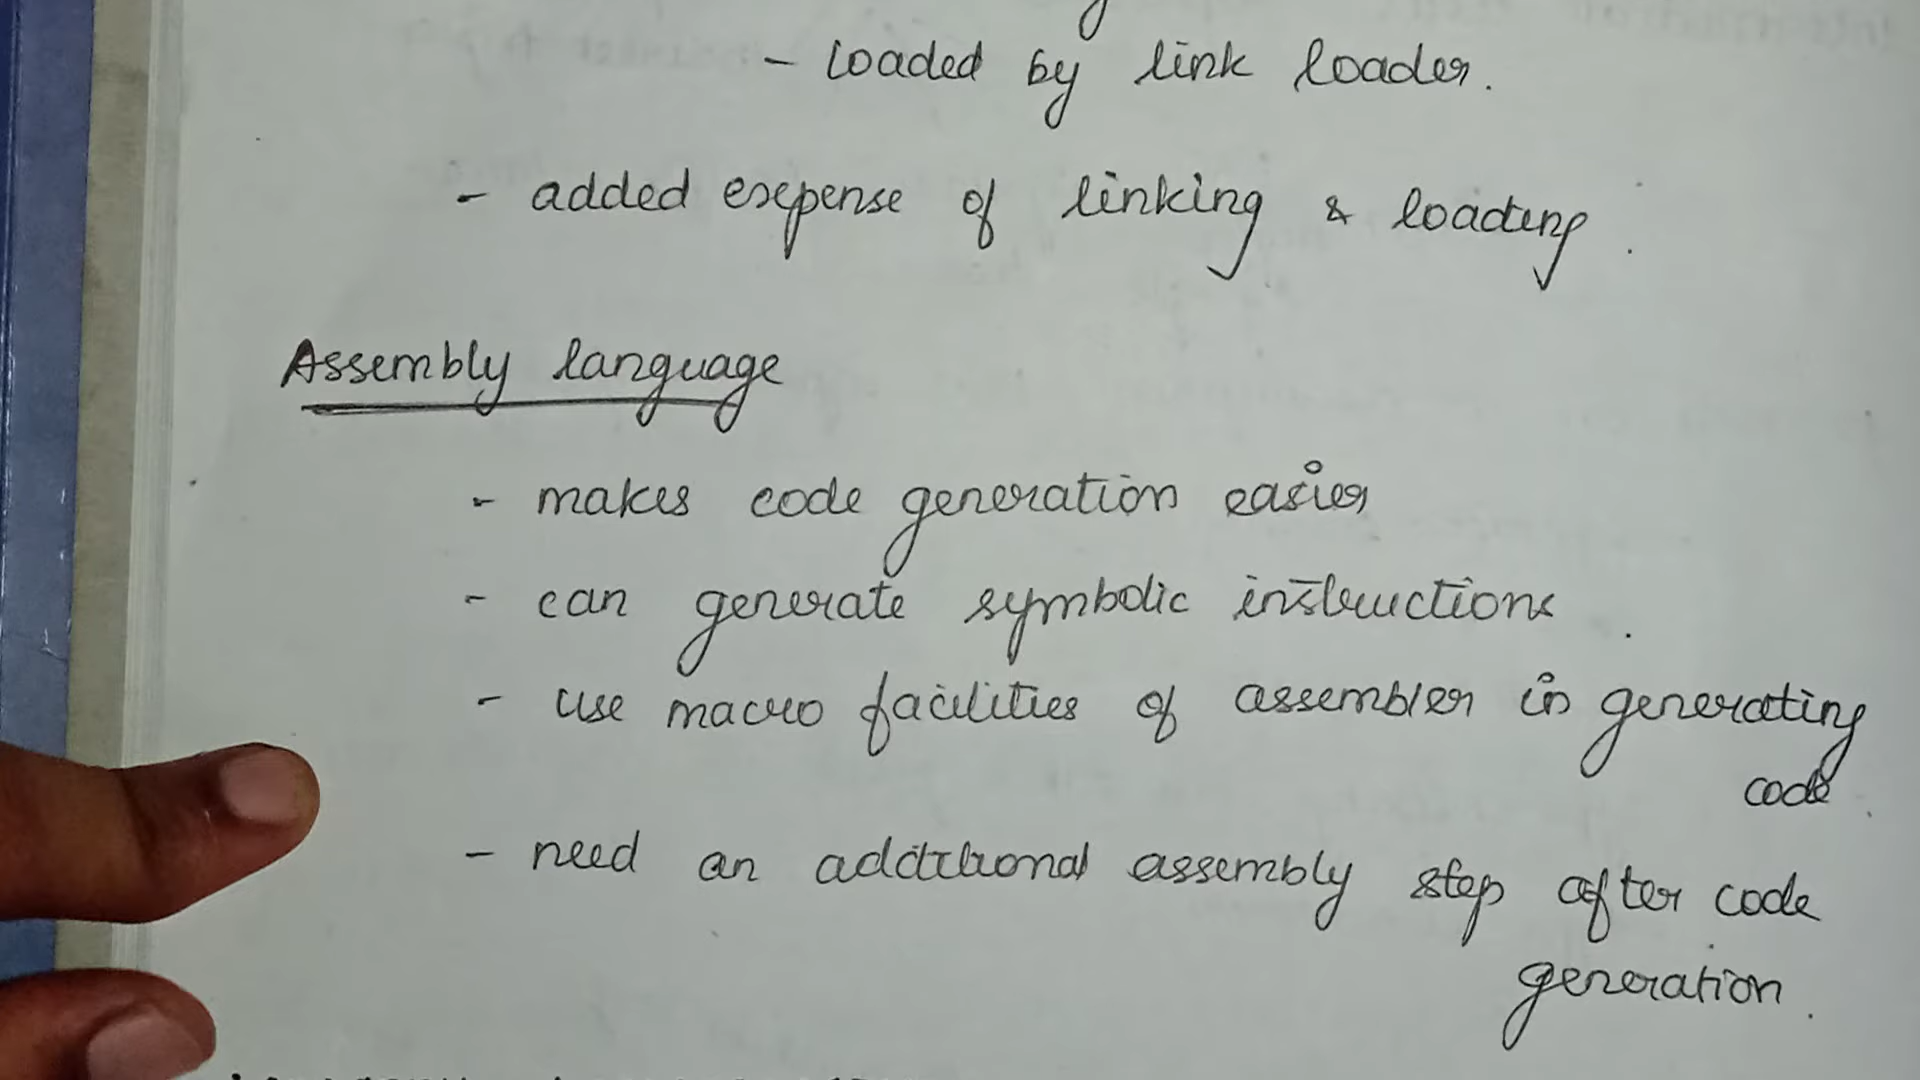 - loaded by link loader.
- added expense of linking & loading.
Assembly language
- makes code generation easier
- can generate symbolic instructions.
- use macro facilities of assembler in generating
code.
- need an additional assembly step after code
generation.